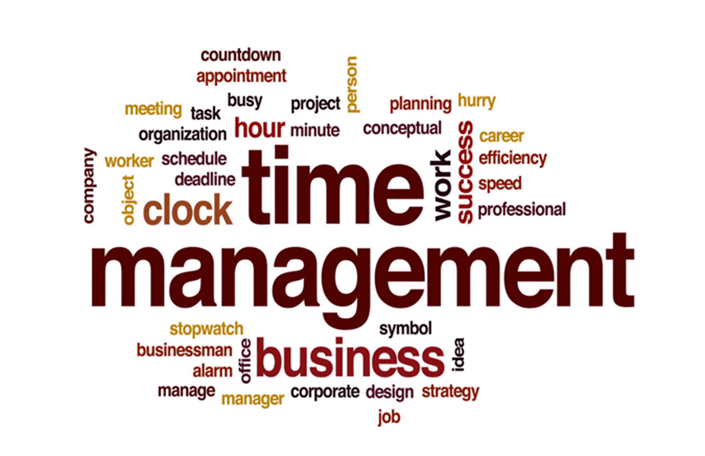 countdown
appointment
person
meeting
task
busy
project
planning
hurry
organization
hour
minute
conceptual
company
worker
schedule
deadline
object
clock
time
work
success
career
efficiency
speed
professional
management
stopwatch
symbol
businessman
office
business
idea
alarm
manage
manager
corporate
design
strategy
job